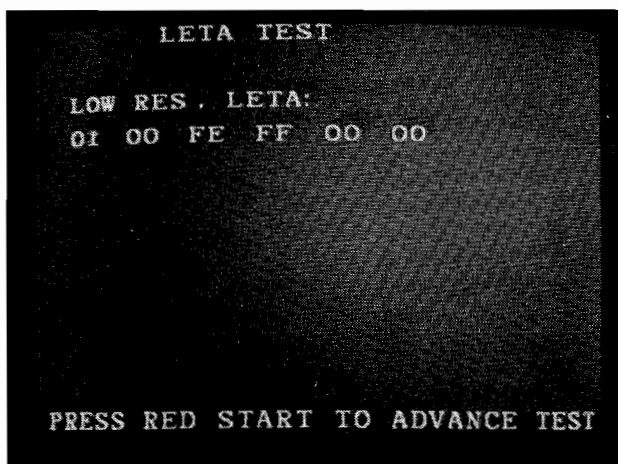 LETA TEST
LOW RES. LETA:
01 00 FE FF 00 00
PRESS RED START TO ADVANCE TEST